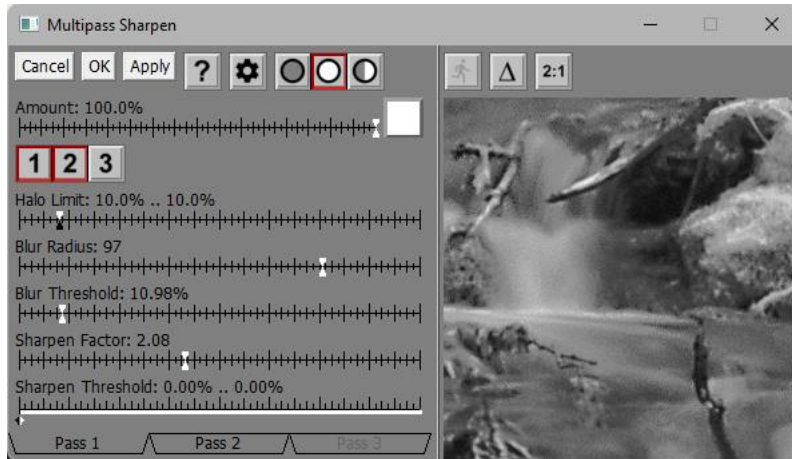 Multipass Sharpen
Cancel OK Apply ? 2:1
Amount: 100.0%
1 2 3
Halo Limit: 10.0% .. 10.0%
Blur Radius: 97
Blur Threshold: 10.98%
Sharpen Factor: 2.08
Sharpen Threshold: 0.00% .. 0.00%
Pass 1 Pass 2 Pass 3